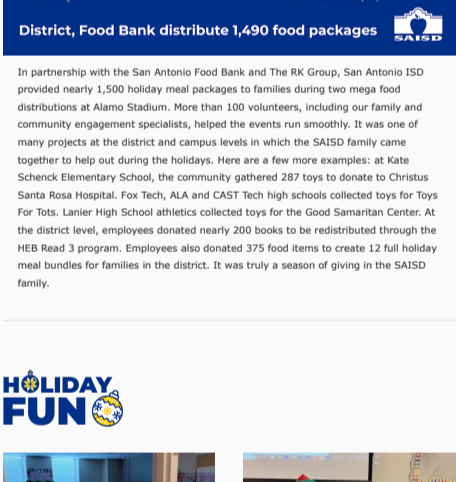 District, Food Bank distribute 1,490 food packages
SAISD
In partnership with the San Antonio Food Bank and The RK Group, San Antonio ISD
provided nearly 1,500 holiday meal packages to families during two mega food
distributions at Alamo Stadium. More than 100 volunteers, including our family and
community engagement specialists, helped the events run smoothly. It was one of
many projects at the district and campus levels in which the SAISD family came
together to help out during the holidays. Here are a few more examples: at Kate
Schenck Elementary School, the community gathered 287 toys to donate to Christus
Santa Rosa Hospital. Fox Tech, ALA and CAST Tech high schools collected toys for Toys
For Tots. Lanier High School athletics collected toys for the Good Samaritan Center. At
the district level, employees donated nearly 200 books to be redistributed through the
HEB Read 3 program. Employees also donated 375 food items to create 12 full holiday
meal bundles for families in the district. It was truly a season of giving in the SAISD
family.
HOLIDAY
FUN